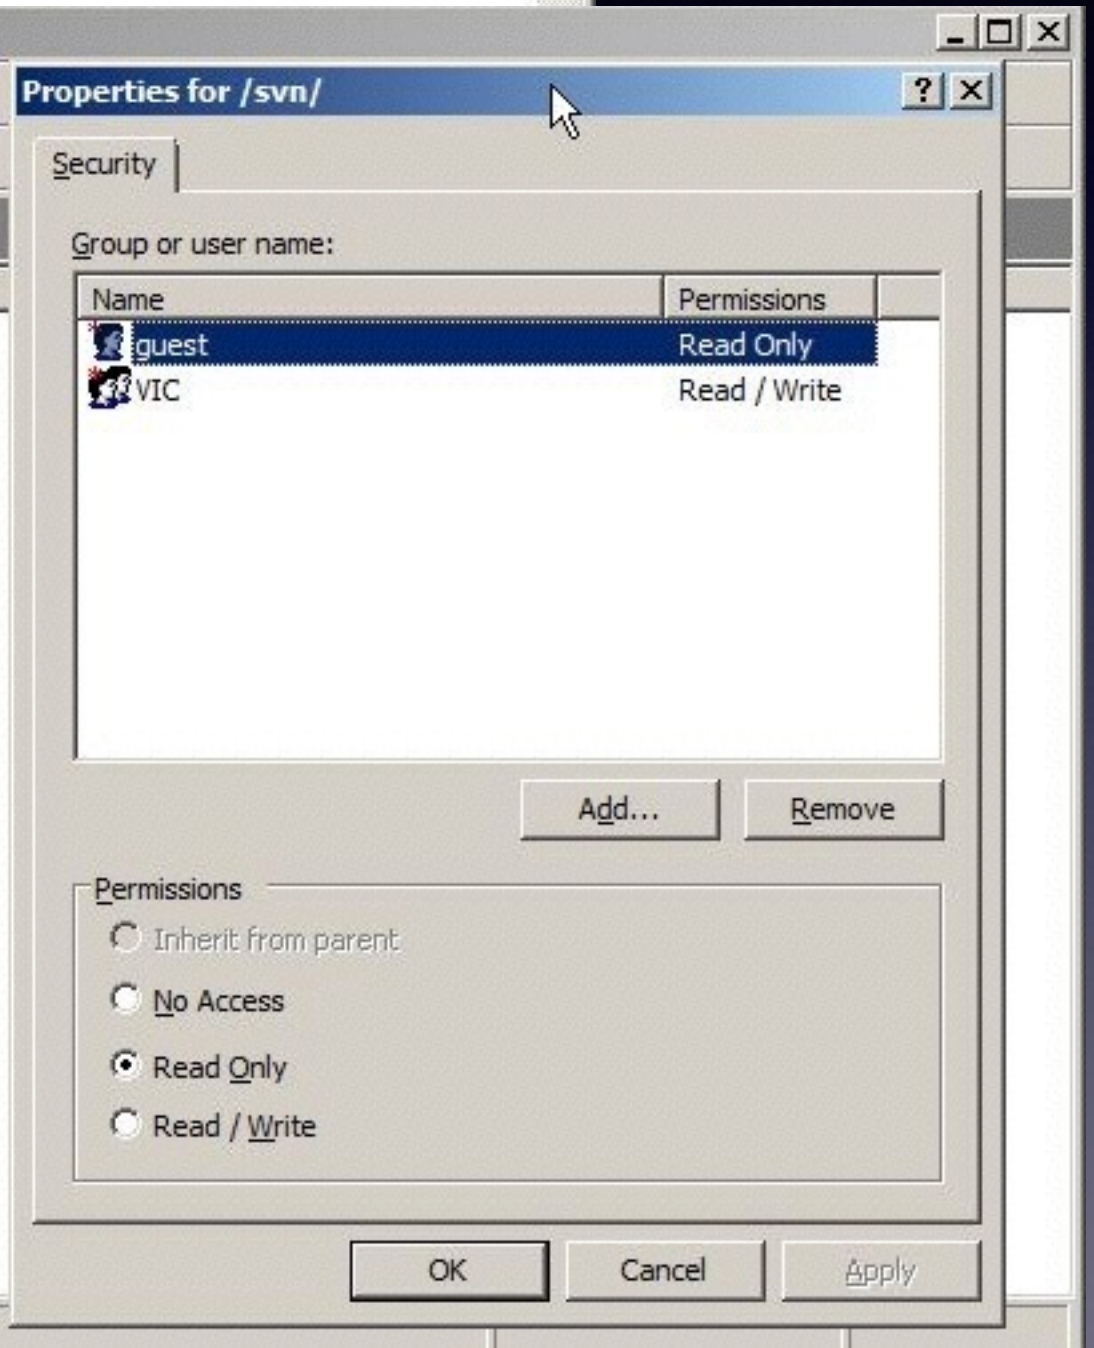 Properties for /svn/
Security
Group or user name:
Name Permissions
guest Read Only
VIC Read / Write
Add... Remove
Permissions
Inherit from parent
No Access
Read Only
Read / Write
OK Cancel Apply